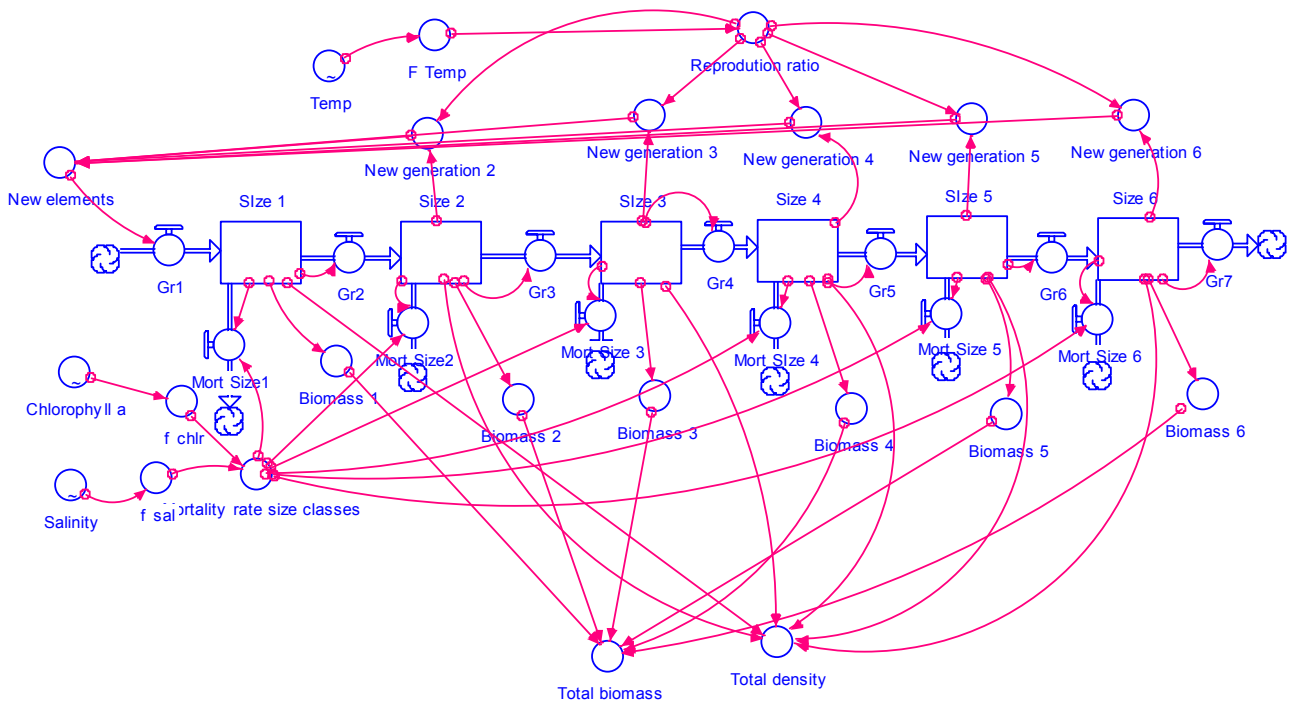 F Temp
Reprodution ratio
Temp
New generation 2
New generation 3
New generation 4
New generation 5
New generation 6
New elements
SIze 1
Size 2
SIze 3
Size 4
SIze 5
Size 6
Gr1
Gr2
Gr3
Gr4
Gr5
Gr6
Gr7
Mort Size1
Mort Size2
Mort Size 3
Mort SIze 4
Mort Size 5
Mort Size 6
Chlorophyll a
f chlr
Biomass 1
Biomass 2
Biomass 3
Biomass 4
Biomass 5
Biomass 6
Salinity
f sal
rate size classes
Total biomass
Total density